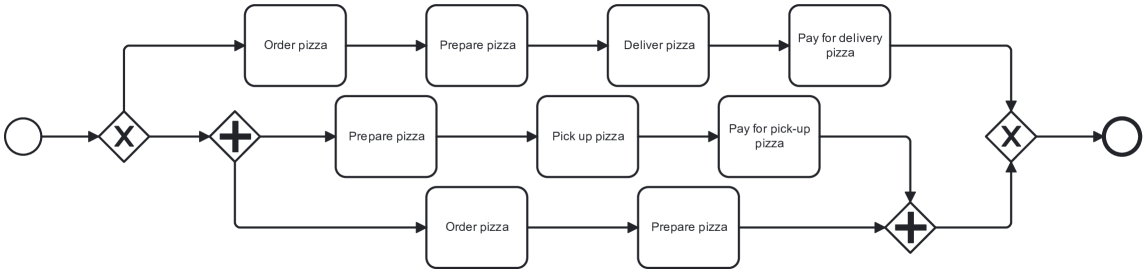 Order pizza
Prepare pizza
Deliver pizza
Pay for delivery
pizza
Prepare pizza
Pick up pizza
Pay for pick-up
pizza
Order pizza
Prepare pizza